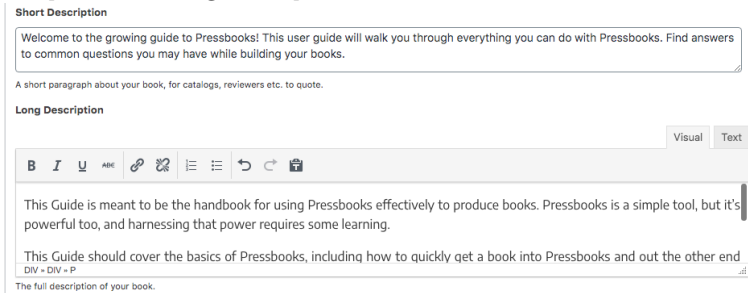 Short Description
Welcome to the growing guide to Pressbooks! This user guide will walk you through everything you can do with Pressbooks. Find answers
to common questions you may have while building your books.
A short paragraph about your book, for catalogs, reviewers etc. to quote.
Long Description
Visual Text
B I U ABC
This Guide is meant to be the handbook for using Pressbooks effectively to produce books. Pressbooks is a simple tool, but it's
powerful too, and harnessing that power requires some learning.
This Guide should cover the basics of Pressbooks, including how to quickly get a book into Pressbooks and out the other end
DIV » DIV » P
The full description of your book.